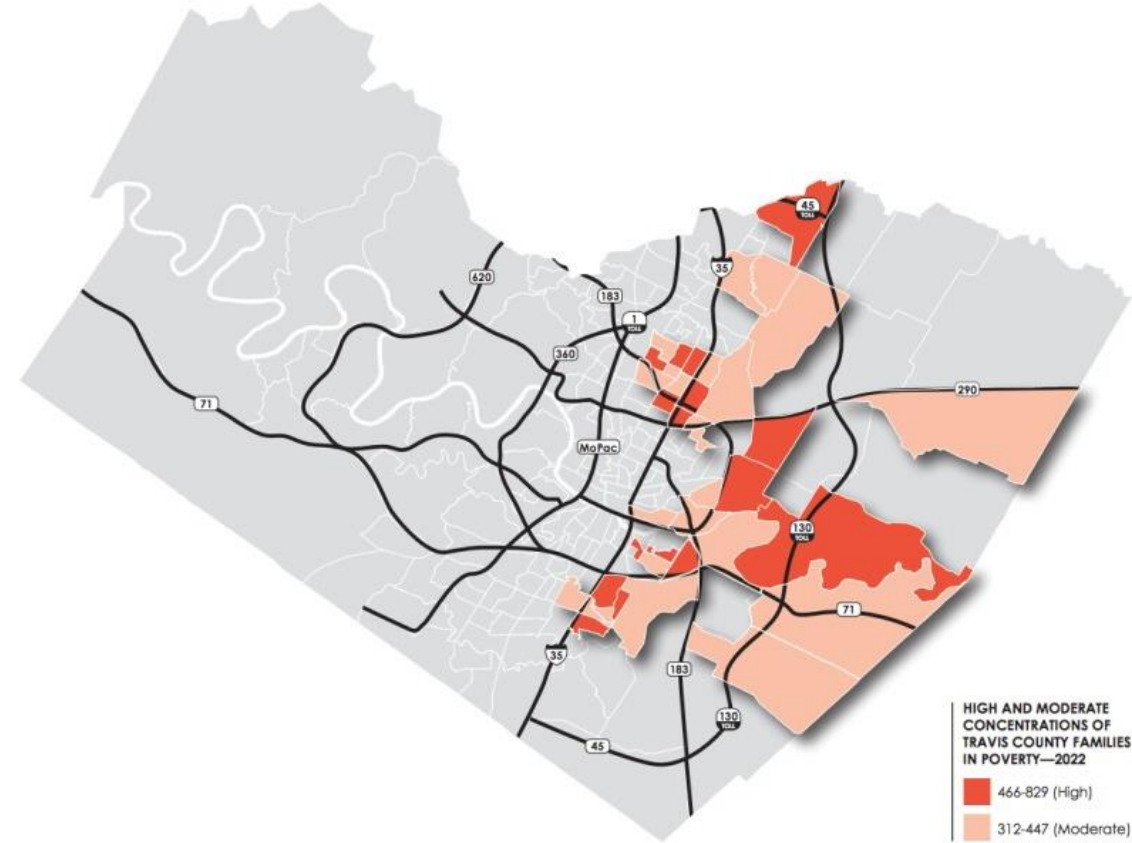 45
TOLL
35
620
183
1
TOLL
360
290
71
MoPac
130
TOLL
71
35
183
130
TOLL
45
HIGH AND MODERATE
CONCENTRATIONS OF
TRAVIS COUNTY FAMILIES
IN POVERTY—2022
466-829 (High)
312-447 (Moderate)